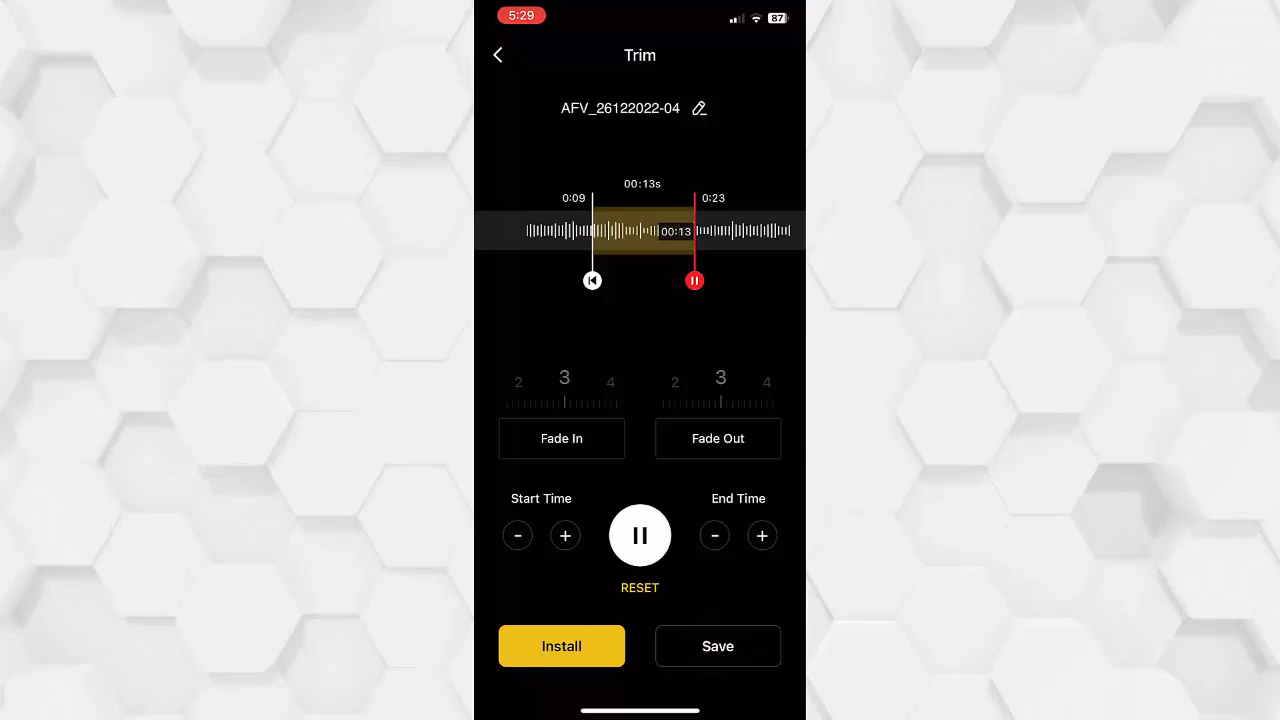 5:29
87
Trim
AFV_26122022-04
00:13s
0:09 0:23
00:13
2 3 4 2 3 4
Fade In Fade Out
Start Time End Time
- + - +
RESET
Install Save